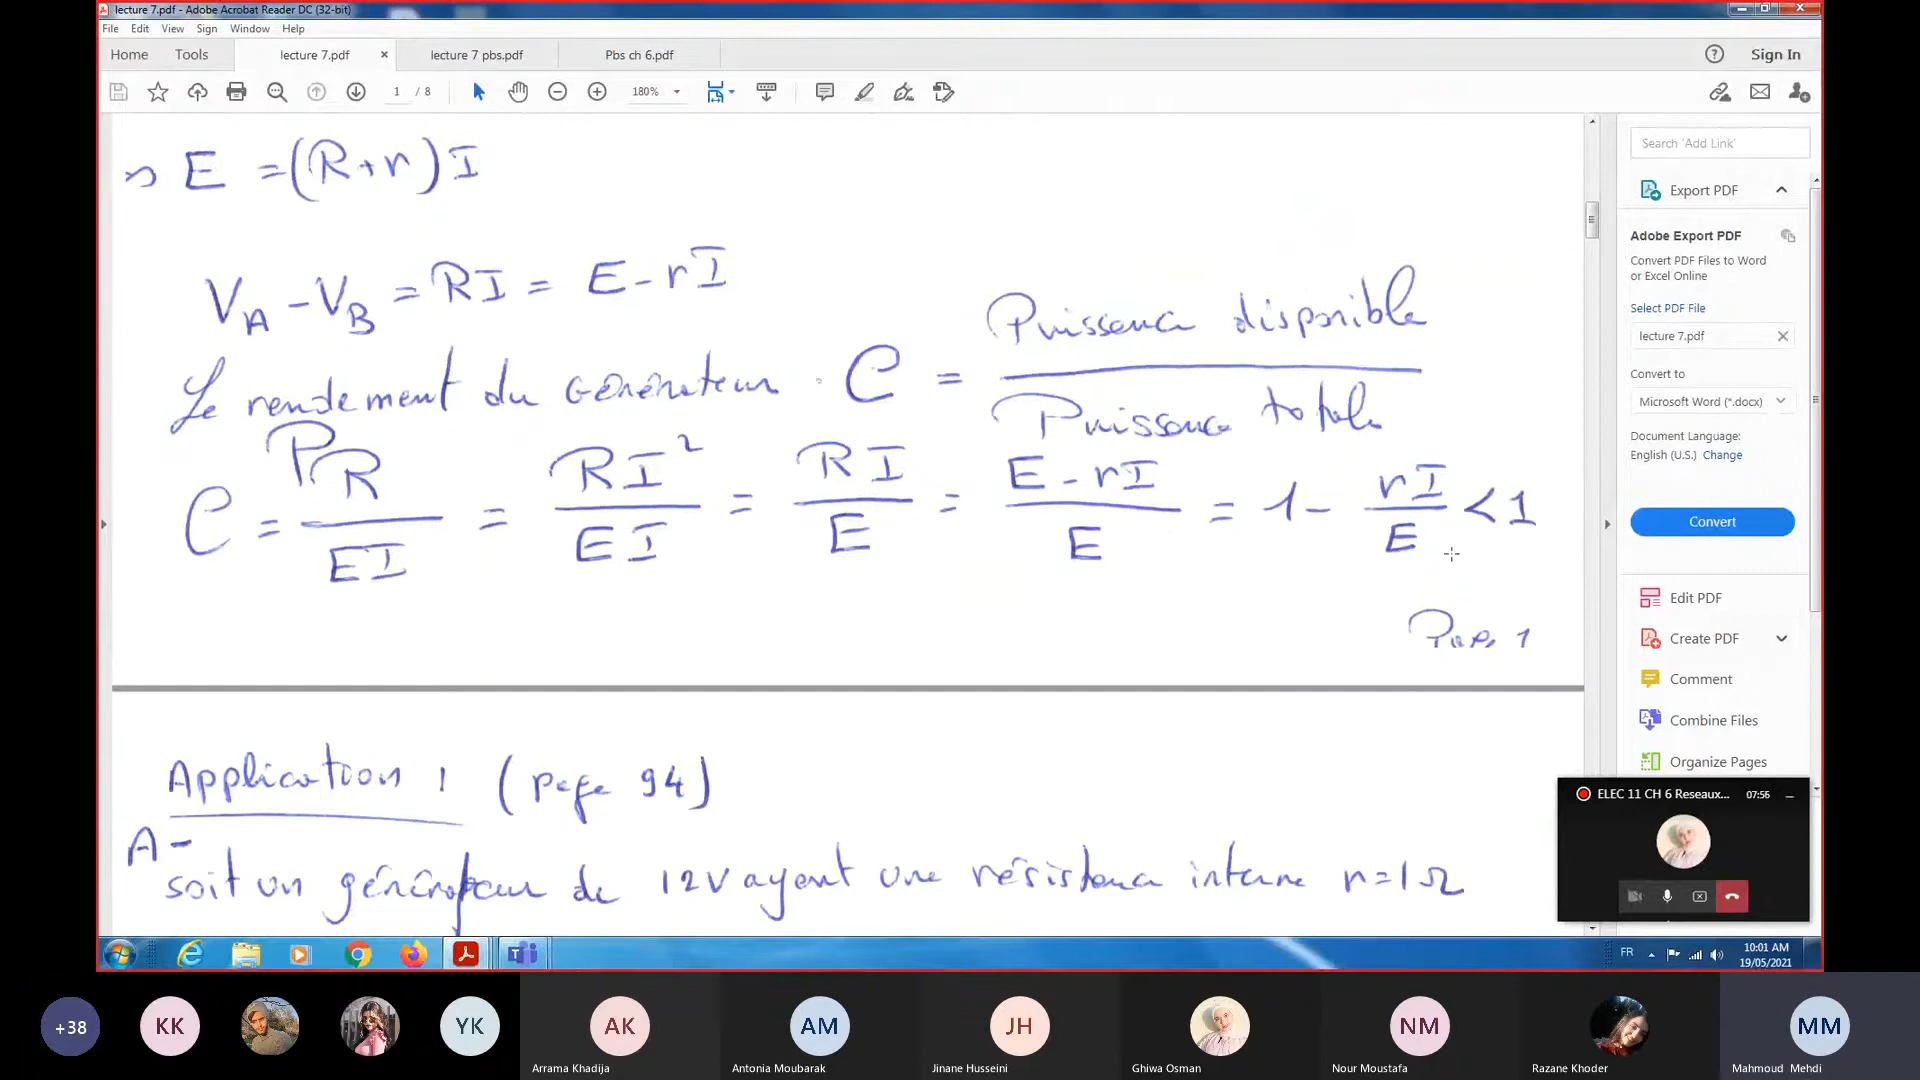 lecture 7.pdf - Adobe Acrobat Reader DC (32-bit)
File Edit View Sign Window Help
Home Tools lecture 7.pdf × lecture 7 pbs.pdf Pbs ch 6.pdf Sign In
1 / 8 180%
E = (R+r) I
V_A - V_B = RI = E - rI
Le rendement du Générateur C = Puissance disponible / Puissance totale
C = P_R / EI = RI² / EI = RI / E = E - rI / E = 1 - rI / E < 1
Page 1
Application 1 (page 94)
A -
soit un générateur de 12V ayant une résistance interne r=1Ω
Search 'Add Link'
Export PDF
Adobe Export PDF
Convert PDF Files to Word
or Excel Online
Select PDF File
lecture 7.pdf
Convert to
Microsoft Word (*.docx)
Document Language:
English (U.S.) Change
Convert
Edit PDF
Create PDF
Comment
Combine Files
Organize Pages
ELEC 11 CH 6 Reseaux... 07:56
FR
10:01 AM
19/05/2021
+38 KK YK AK AM JH NM MM
Arrama Khadija Antonia Moubarak Jinane Husseini Ghiwa Osman Nour Moustafa Razane Khoder Mahmoud Mehdi